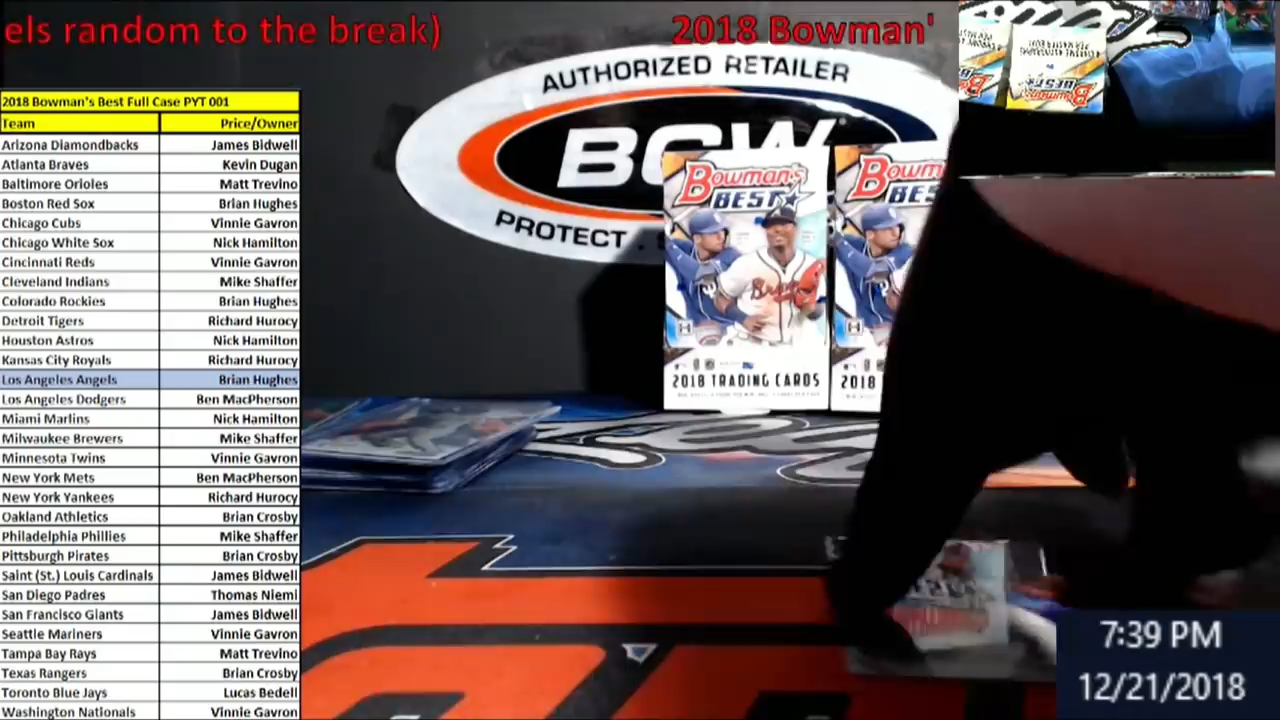 els random to the break)
2018 Bowman'
2018 Bowman's Best Full Case PYT 001
Team Price/Owner
Arizona Diamondbacks James Bidwell
Atlanta Braves Kevin Dugan
Baltimore Orioles Matt Trevino
Boston Red Sox Brian Hughes
Chicago Cubs Vinnie Gavron
Chicago White Sox Nick Hamilton
Cincinnati Reds Vinnie Gavron
Cleveland Indians Mike Shaffer
Colorado Rockies Brian Hughes
Detroit Tigers Richard Hurocy
Houston Astros Nick Hamilton
Kansas City Royals Richard Hurocy
Los Angeles Angels Brian Hughes
Los Angeles Dodgers Ben MacPherson
Miami Marlins Nick Hamilton
Milwaukee Brewers Mike Shaffer
Minnesota Twins Vinnie Gavron
New York Mets Ben MacPherson
New York Yankees Richard Hurocy
Oakland Athletics Brian Crosby
Philadelphia Phillies Mike Shaffer
Pittsburgh Pirates Brian Crosby
Saint (St.) Louis Cardinals James Bidwell
San Diego Padres Thomas Niemi
San Francisco Giants James Bidwell
Seattle Mariners Vinnie Gavron
Tampa Bay Rays Matt Trevino
Texas Rangers Brian Crosby
Toronto Blue Jays Lucas Bedell
Washington Nationals Vinnie Gavron
AUTHORIZED RETAILER
BCW
PROTECT .
Bowman's
BEST
2018 TRADING CARDS
Bowm
BES
2018
Bowman's
BEST
7:39 PM
12/21/2018